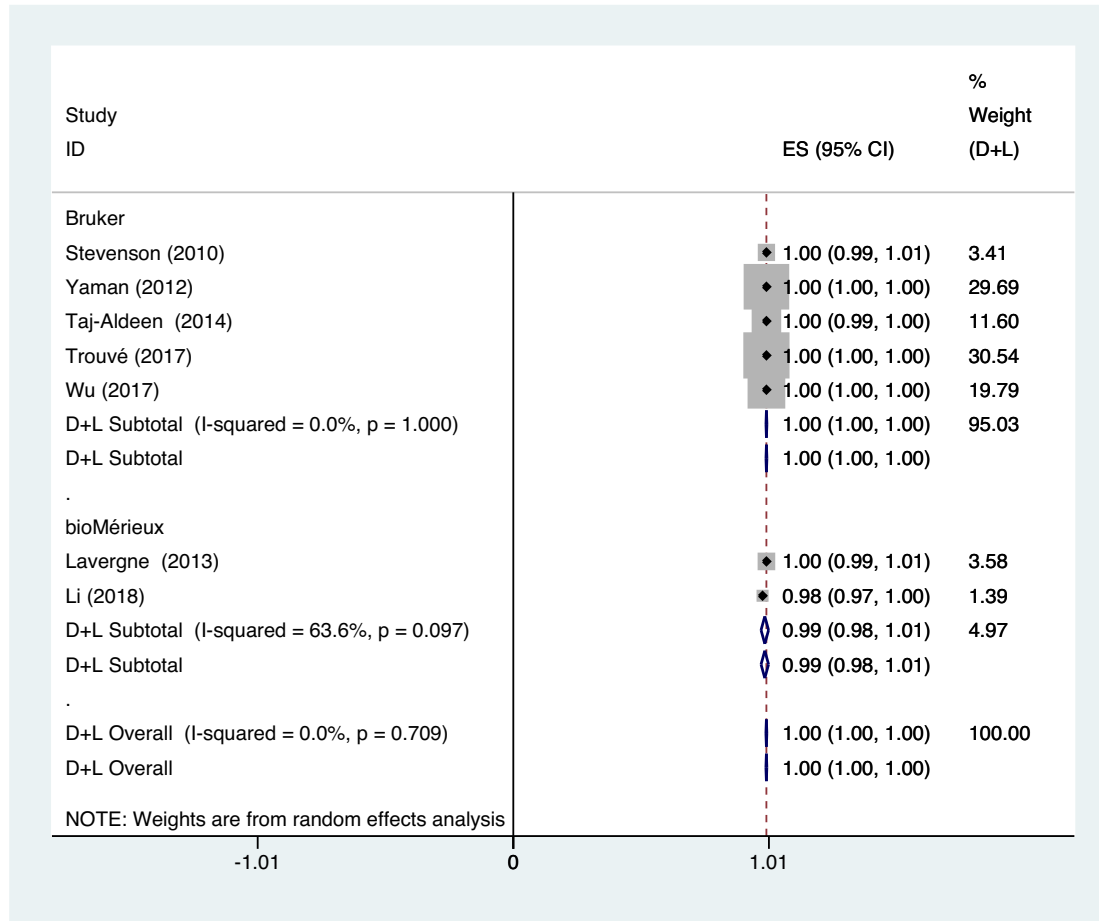 %
Study Weight
ID ES (95% CI) (D+L)
Bruker
Stevenson (2010) 1.00 (0.99, 1.01) 3.41
Yaman (2012) 1.00 (1.00, 1.00) 29.69
Taj-Aldeen (2014) 1.00 (0.99, 1.00) 11.60
Trouvé (2017) 1.00 (1.00, 1.00) 30.54
Wu (2017) 1.00 (1.00, 1.00) 19.79
D+L Subtotal (I-squared = 0.0%, p = 1.000) 1.00 (1.00, 1.00) 95.03
D+L Subtotal 1.00 (1.00, 1.00)
.
bioMérieux
Lavergne (2013) 1.00 (0.99, 1.01) 3.58
Li (2018) 0.98 (0.97, 1.00) 1.39
D+L Subtotal (I-squared = 63.6%, p = 0.097) 0.99 (0.98, 1.01) 4.97
D+L Subtotal 0.99 (0.98, 1.01)
.
D+L Overall (I-squared = 0.0%, p = 0.709) 1.00 (1.00, 1.00) 100.00
D+L Overall 1.00 (1.00, 1.00)
NOTE: Weights are from random effects analysis
-1.01 0 1.01